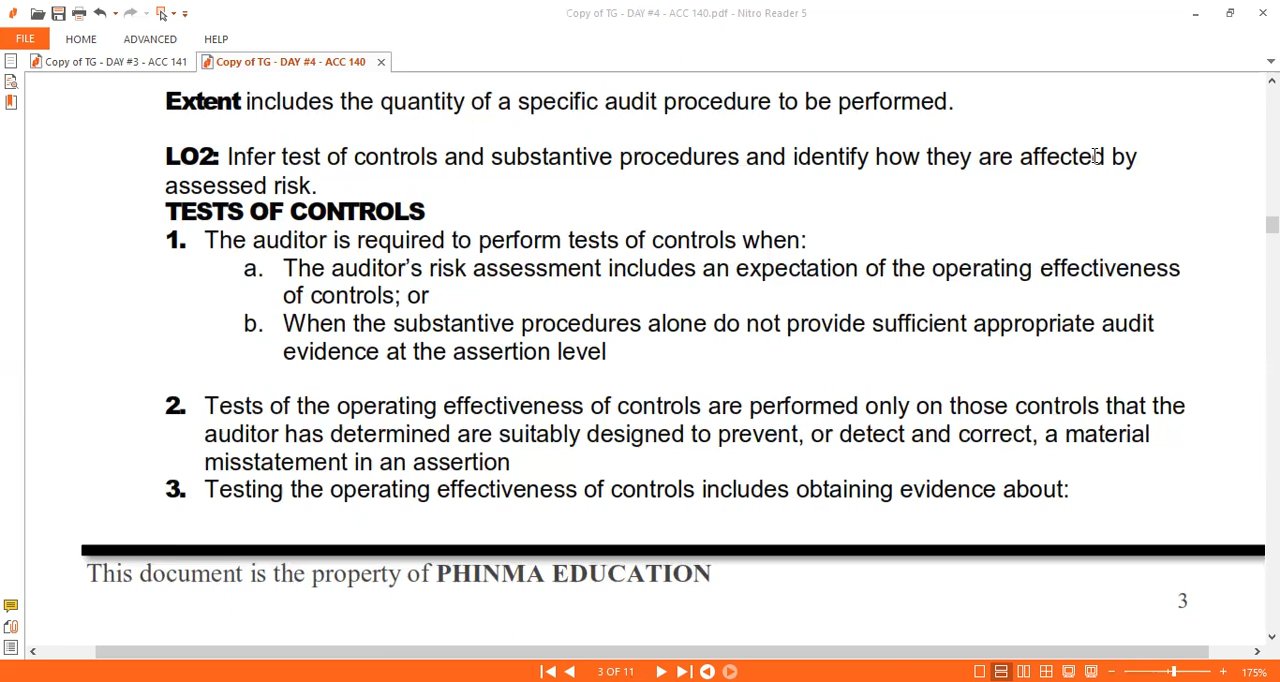 Copy of TG - DAY #4 - ACC 140.pdf - Nitro Reader 5
FILE HOME ADVANCED HELP
Copy of TG - DAY #3 - ACC 141 Copy of TG - DAY #4 - ACC 140
Extent includes the quantity of a specific audit procedure to be performed.
LO2: Infer test of controls and substantive procedures and identify how they are affected by
assessed risk.
TESTS OF CONTROLS
1. The auditor is required to perform tests of controls when:
a. The auditor's risk assessment includes an expectation of the operating effectiveness
of controls; or
b. When the substantive procedures alone do not provide sufficient appropriate audit
evidence at the assertion level
2. Tests of the operating effectiveness of controls are performed only on those controls that the
auditor has determined are suitably designed to prevent, or detect and correct, a material
misstatement in an assertion
3. Testing the operating effectiveness of controls includes obtaining evidence about:
This document is the property of PHINMA EDUCATION
3
3 OF 11
175%